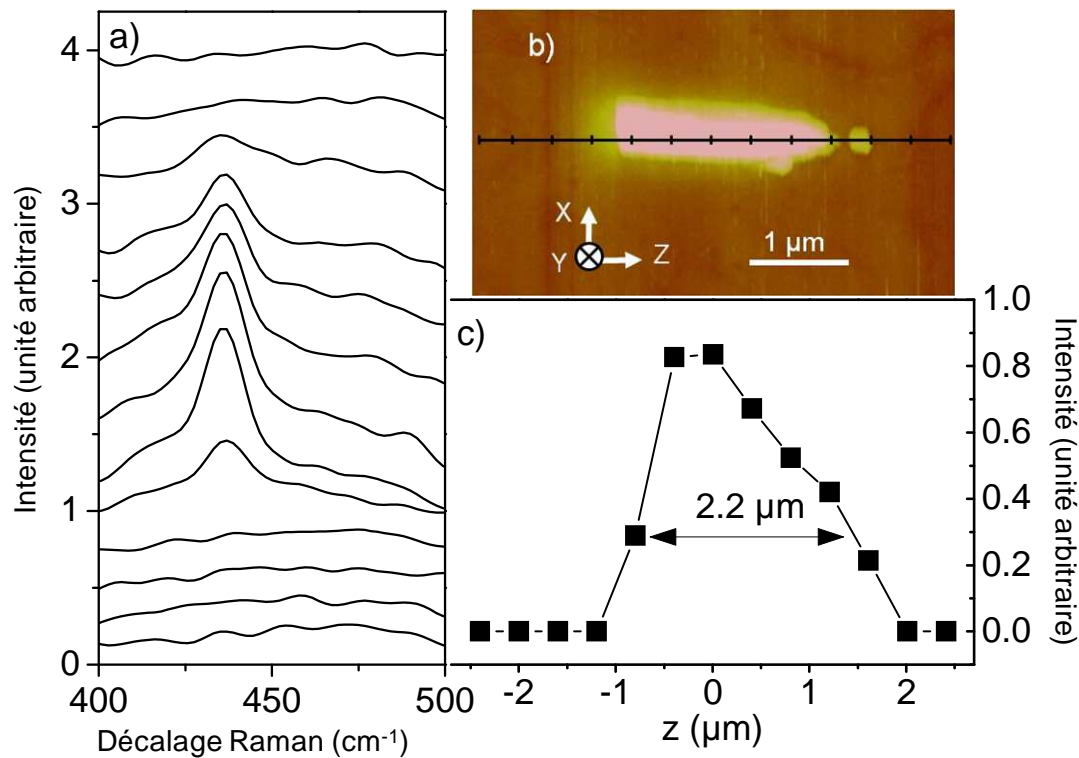 a)
4
3
2
1
0
400
450
500
Intensité (unité arbitraire)
Décalage Raman (cm-1)
b)
X
Y
Z
1 µm
c)
2.2 µm
1.0
0.8
0.6
0.4
0.2
0.0
Intensité (unité arbitraire)
-2
-1
0
1
2
z (µm)